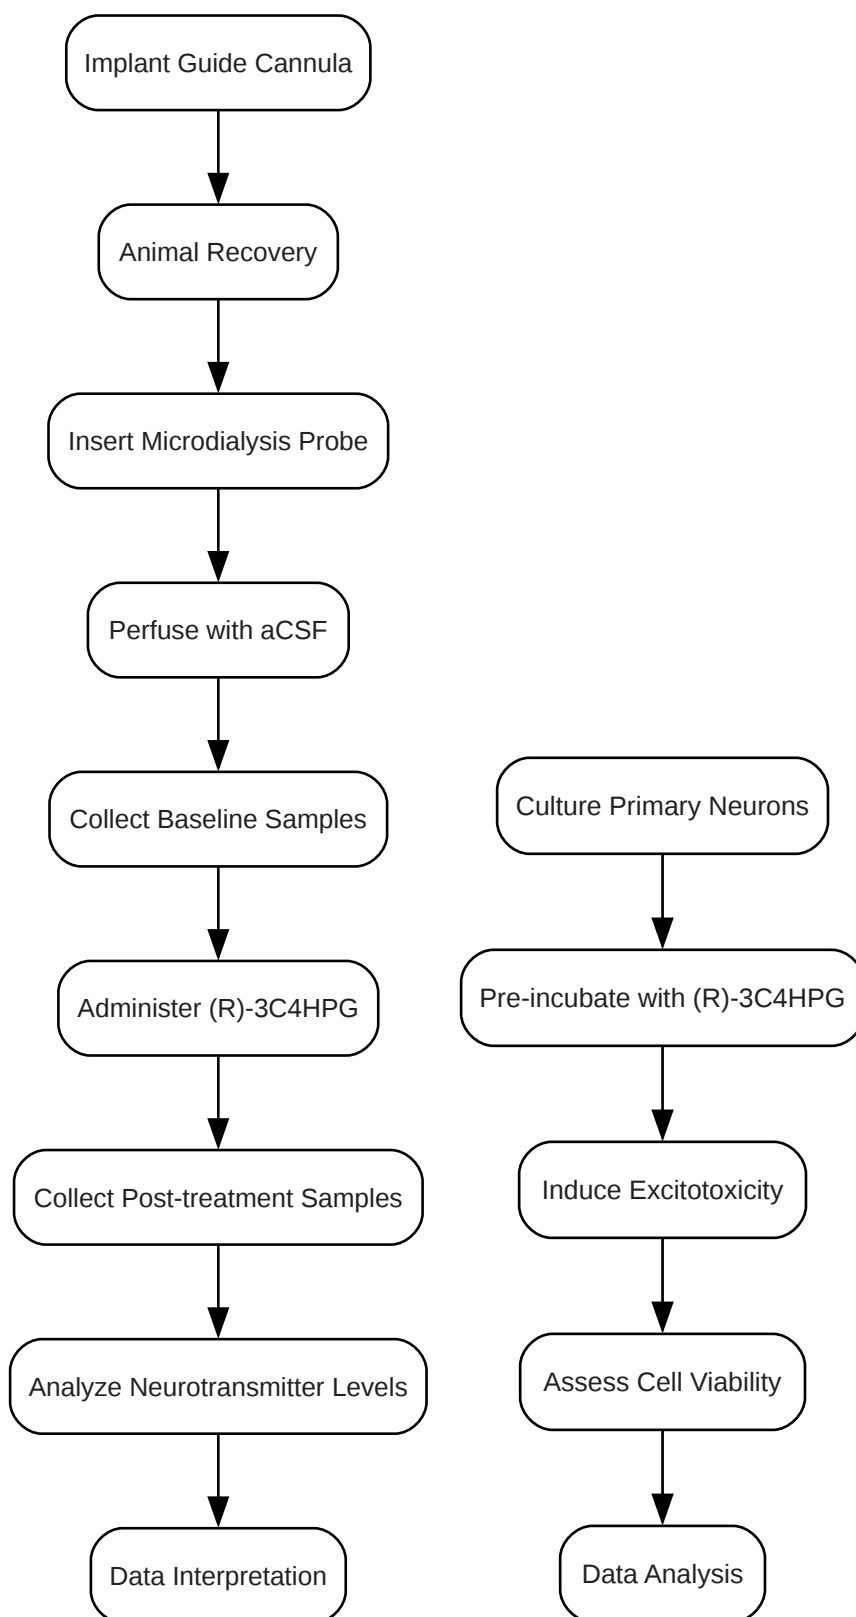 Implant Guide Cannula
Animal Recovery
Insert Microdialysis Probe
Perfuse with aCSF
Collect Baseline Samples
Administer (R)-3C4HPG
Collect Post-treatment Samples
Analyze Neurotransmitter Levels
Data Interpretation
Culture Primary Neurons
Pre-incubate with (R)-3C4HPG
Induce Excitotoxicity
Assess Cell Viability
Data Analysis